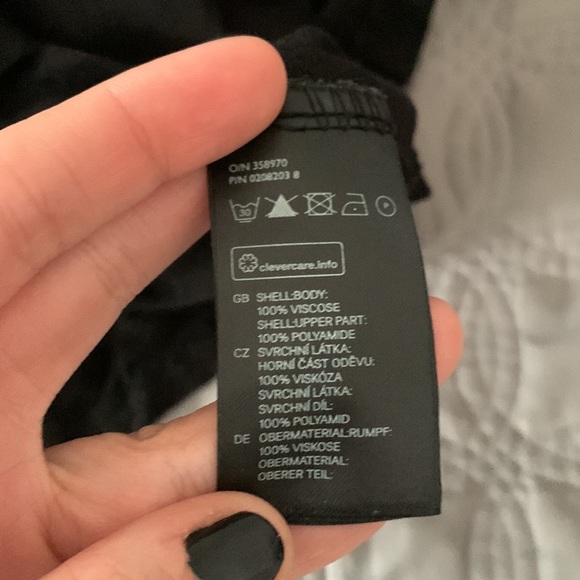 O/N 358970
P/N 0208203 8
30 P
clevercare.info
GB SHELL:BODY:
100% VISCOSE
SHELL:UPPER PART:
100% POLYAMIDE
CZ SVRCHNÍ LÁTKA:
HORNÍ ČÁST ODĚVU:
100% VISKÓZA
SVRCHNÍ LÁTKA:
SVRCHNÍ DÍL:
100% POLYAMID
DE OBERMATERIAL:RUMPF:
100% VISKOSE
OBERMATERIAL:
OBERER TEIL: